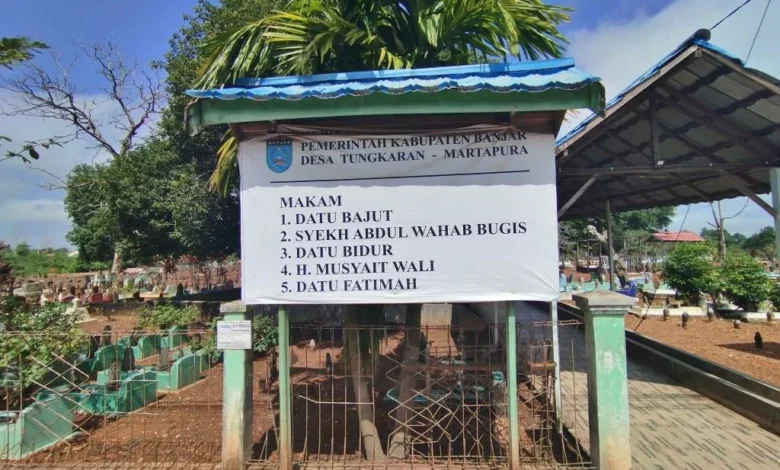 PEMERINTAH KABUPATEN BANJAR
DESA TUNGKARAN - MARTAPURA
MAKAM
1. DATU BAJUT
2. SYEKH ABDUL WAHAB BUGIS
3. DATU BIDUR
4. H. MUSYAIT WALI
5. DATU FATIMAH